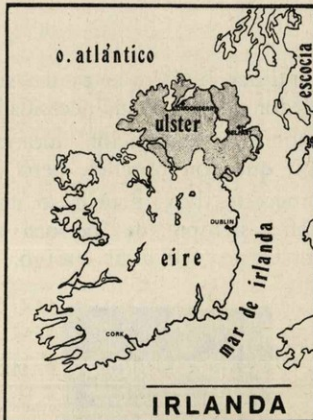 o. atlántico
escocia
LONDONDERRY
ulster
BELFAST
DUBLIN
eire
mar de irlanda
CORK
IRLANDA